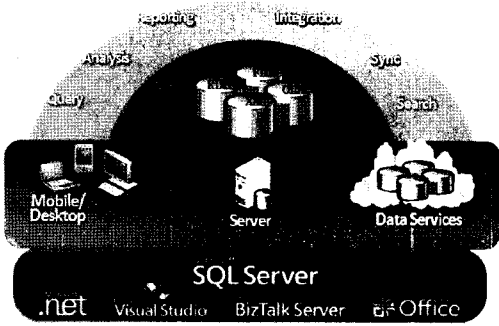 Reporting Integration
Analysis Sync
Query Search
Mobile/
Desktop
Server
Data Services
SQL Server
.net Visual Studio BizTalk Server Office